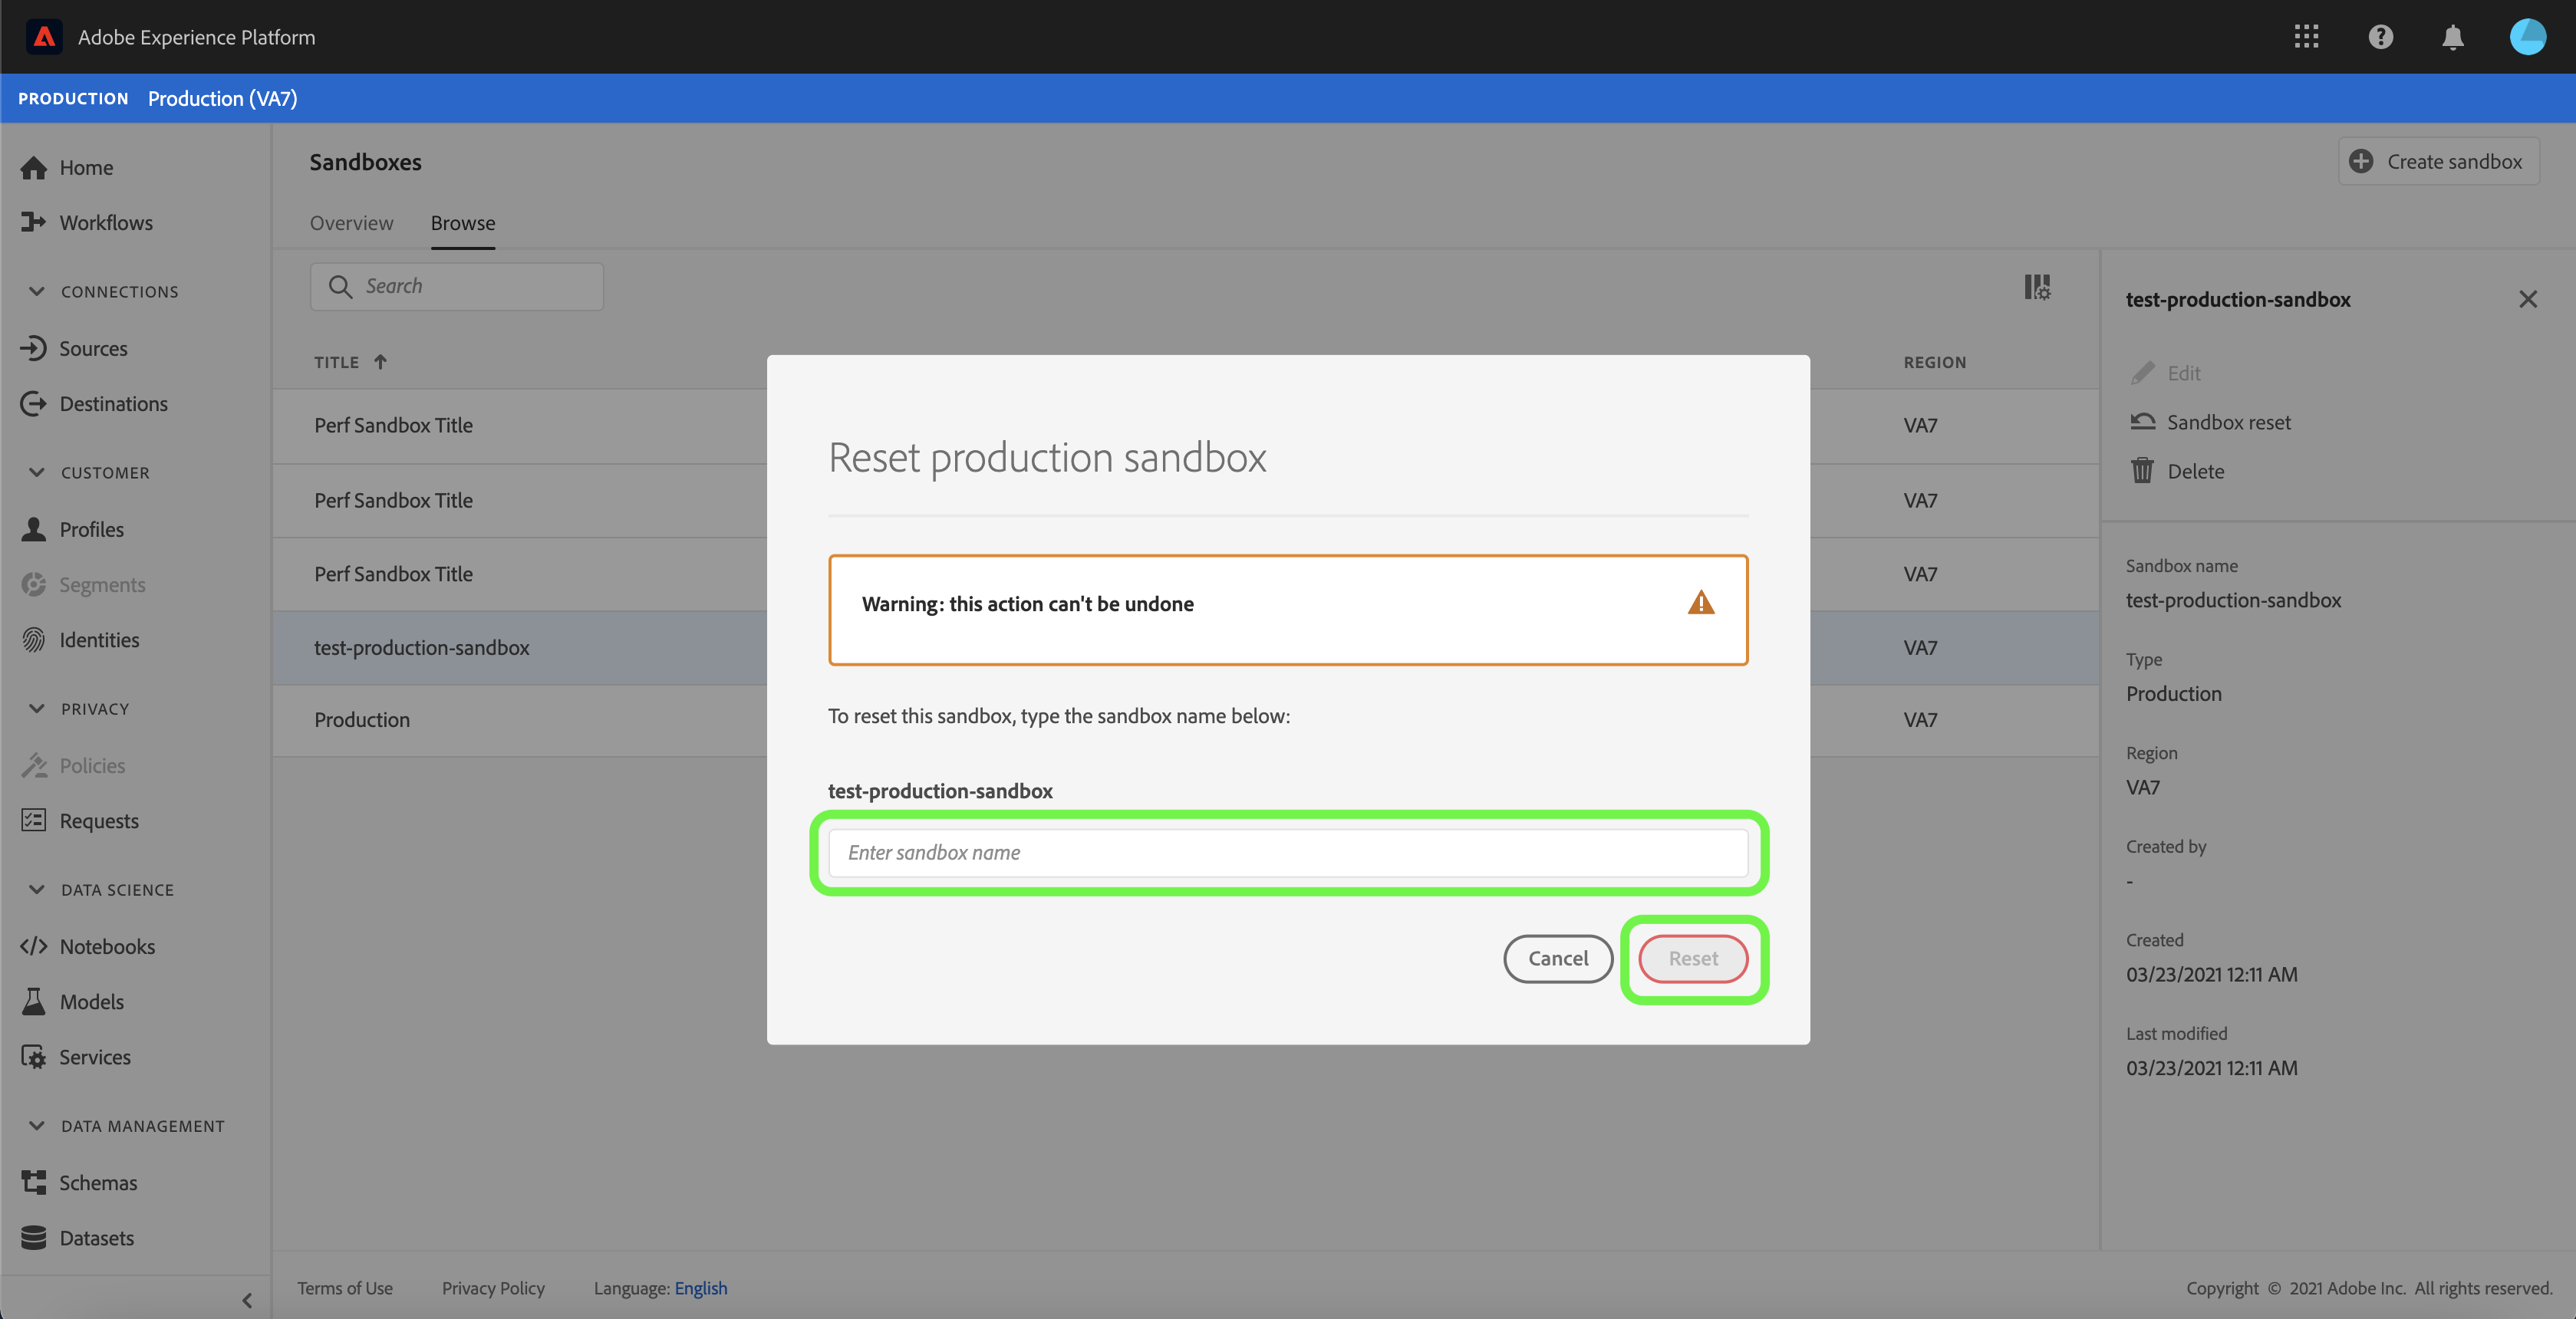 Adobe Experience Platform
PRODUCTION Production (VA7)
Home
Workflows
CONNECTIONS
Sources
Destinations
CUSTOMER
Profiles
Segments
Identities
PRIVACY
Policies
Requests
DATA SCIENCE
Notebooks
Models
Services
DATA MANAGEMENT
Schemas
Datasets
Sandboxes
Create sandbox
Overview Browse
Search
TITLE REGION
Perf Sandbox Title VA7
Perf Sandbox Title VA7
Perf Sandbox Title VA7
test-production-sandbox VA7
Production VA7
Reset production sandbox
Warning: this action can't be undone
To reset this sandbox, type the sandbox name below:
test-production-sandbox
Enter sandbox name
Cancel Reset
test-production-sandbox
Edit
Sandbox reset
Delete
Sandbox name
test-production-sandbox
Type
Production
Region
VA7
Created by
-
Created
03/23/2021 12:11 AM
Last modified
03/23/2021 12:11 AM
Terms of Use Privacy Policy Language: English
Copyright © 2021 Adobe Inc. All rights reserved.